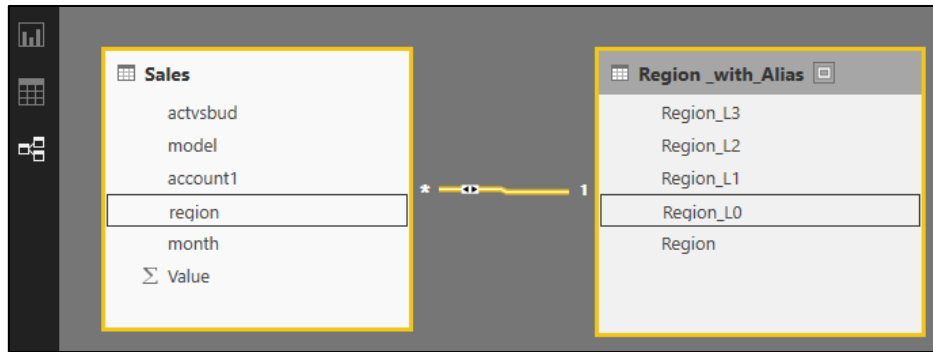 Sales
actvsbud
model
account1
region
month
Σ Value
* 1
Region _with_Alias
Region_L3
Region_L2
Region_L1
Region_L0
Region